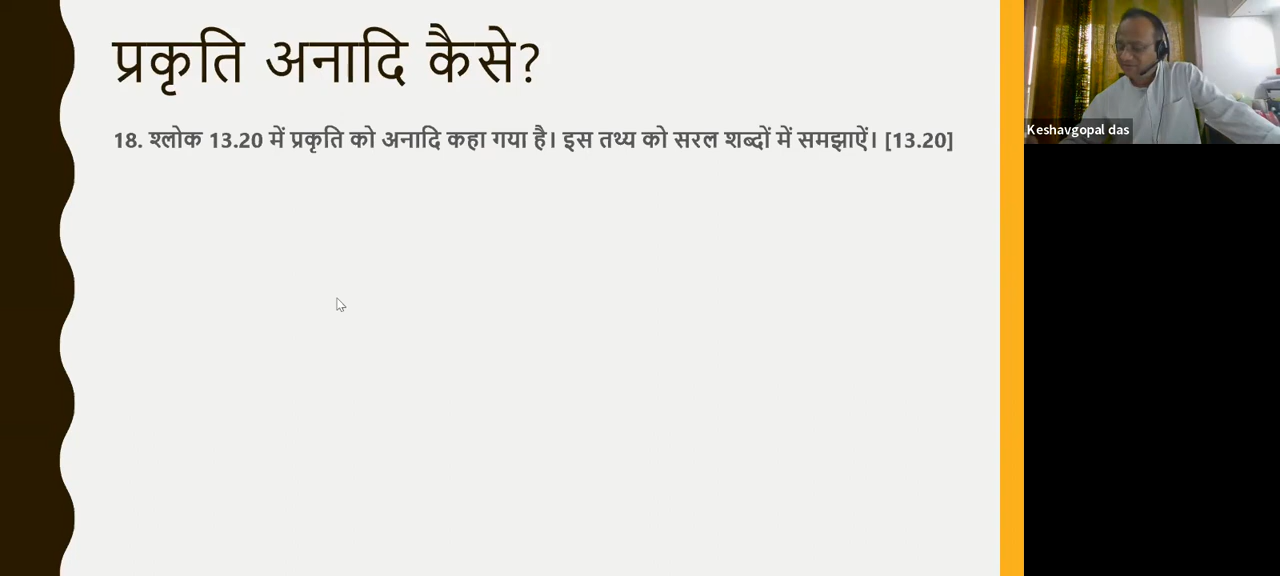 प्रकृति अनादि कैसे?
18. श्लोक 13.20 में प्रकृति को अनादि कहा गया है। इस तथ्य को सरल शब्दों में समझाऐं। [13.20]
Keshavgopal das